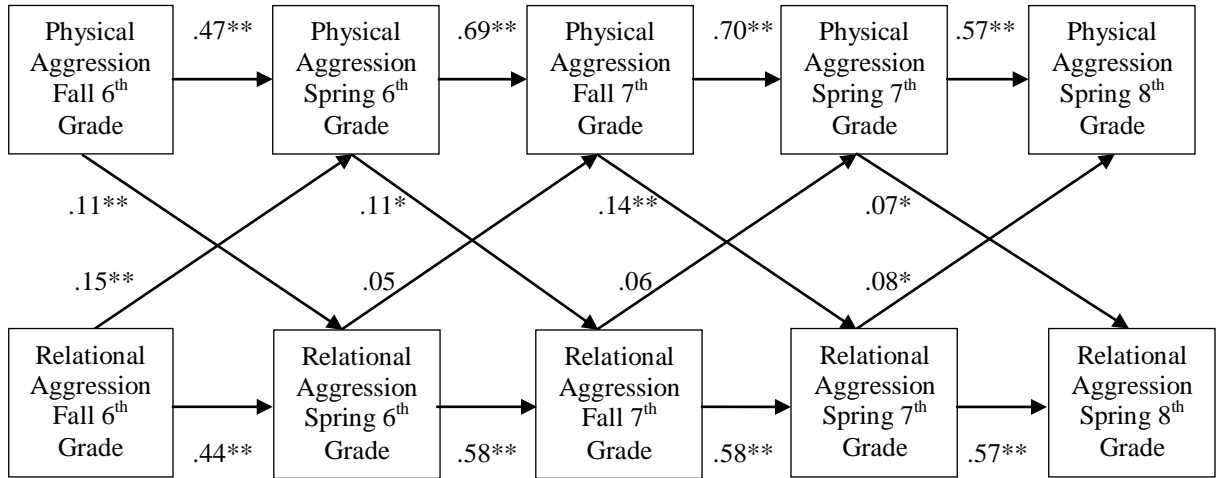 Physical
Aggression
Fall 6th
Grade
.47**
Physical
Aggression
Spring 6th
Grade
.69**
Physical
Aggression
Fall 7th
Grade
.70**
Physical
Aggression
Spring 7th
Grade
.57**
Physical
Aggression
Spring 8th
Grade
.11**
.11*
.14**
.07*
.15**
.05
.06
.08*
Relational
Aggression
Fall 6th
Grade
.44**
Relational
Aggression
Spring 6th
Grade
.58**
Relational
Aggression
Fall 7th
Grade
.58**
Relational
Aggression
Spring 7th
Grade
.57**
Relational
Aggression
Spring 8th
Grade